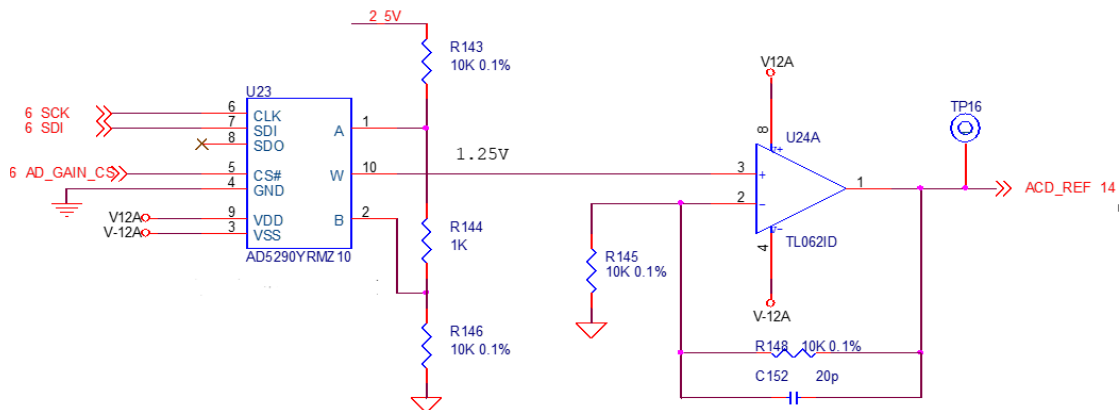 2 5V
R143
10K 0.1%
U23
6 SCK
6 SDI
6 AD_GAIN_CS
6
7
8
5
4
9
3
CLK
SDI
SDO
CS#
GND
VDD
VSS
A
W
B
1
10
2
V12A
V-12A
AD5290YRMZ10
1.25V
R144
1K
R146
10K 0.1%
R145
10K 0.1%
V12A
8
U24A
3
2
+
−
V+
V−
1
4
TL062ID
V-12A
R148 10K 0.1%
C152 20p
TP16
ACD_REF 14